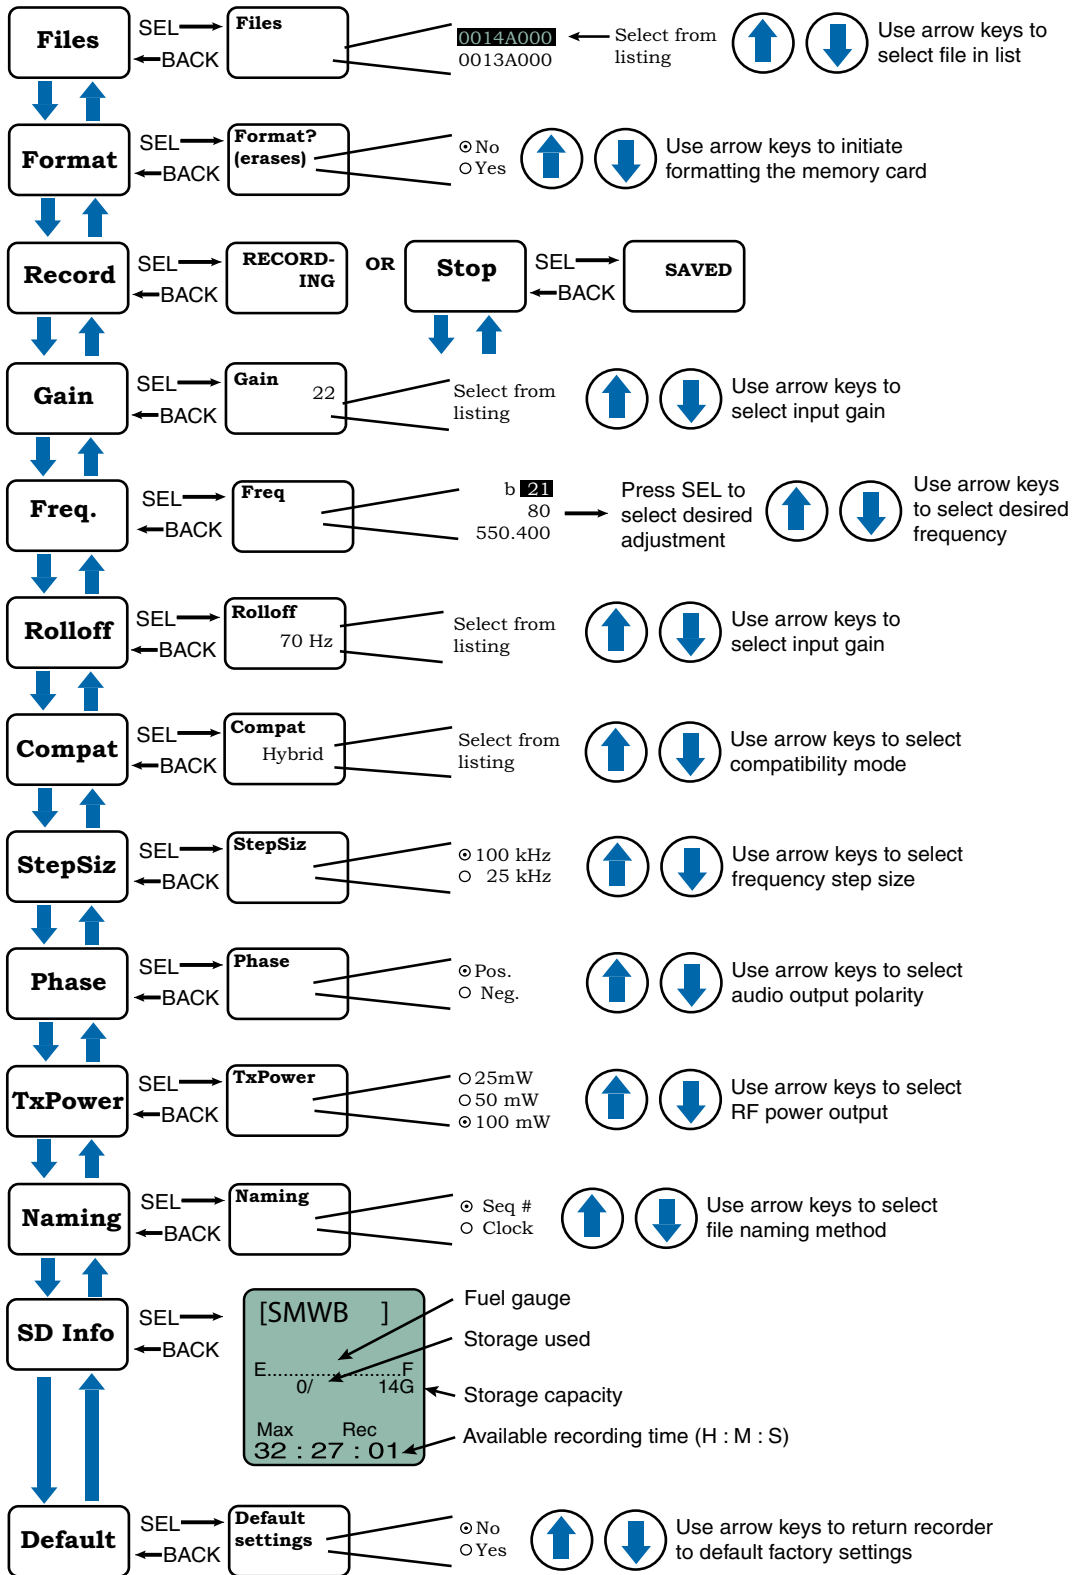 Files
SEL
BACK
Files
0014A000
0013A000
Select from
listing
Use arrow keys to
select file in list
Format
SEL
BACK
Format?
(erases)
No
Yes
Use arrow keys to initiate
formatting the memory card
Record
SEL
BACK
RECORD-
ING
OR
Stop
SEL
BACK
SAVED
Gain
SEL
BACK
Gain
22
Select from
listing
Use arrow keys to
select input gain
Freq.
SEL
BACK
Freq
b 21
80
550.400
Press SEL to
select desired
adjustment
Use arrow keys
to select desired
frequency
Rolloff
SEL
BACK
Rolloff
70 Hz
Select from
listing
Use arrow keys to
select input gain
Compat
SEL
BACK
Compat
Hybrid
Select from
listing
Use arrow keys to select
compatibility mode
StepSiz
SEL
BACK
StepSiz
100 kHz
25 kHz
Use arrow keys to select
frequency step size
Phase
SEL
BACK
Phase
Pos.
Neg.
Use arrow keys to select
audio output polarity
TxPower
SEL
BACK
TxPower
25mW
50 mW
100 mW
Use arrow keys to select
RF power output
Naming
SEL
BACK
Naming
Seq #
Clock
Use arrow keys to select
file naming method
SD Info
SEL
BACK
[SMWB ]
E....................F
0/ 14G
Max Rec
32 : 27 : 01
Fuel gauge
Storage used
Storage capacity
Available recording time (H : M : S)
Default
SEL
BACK
Default
settings
No
Yes
Use arrow keys to return recorder
to default factory settings